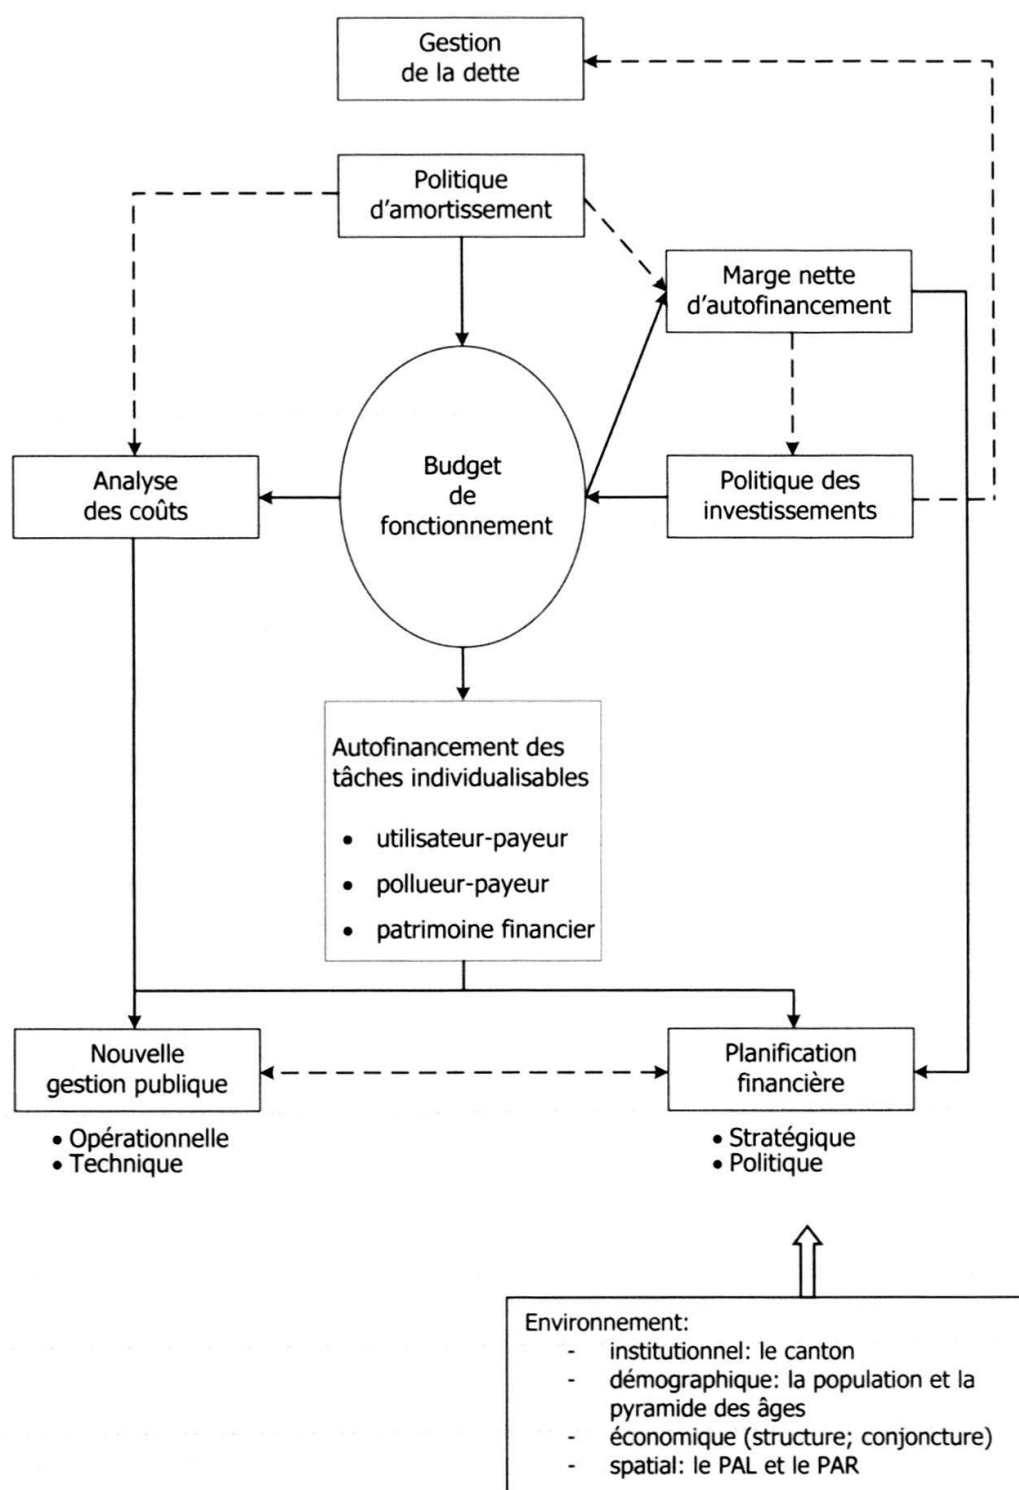 Gestion
de la dette
Politique
d'amortissement
Marge nette
d'autofinancement
Analyse
des coûts
Budget
de
fonctionnement
Politique des
investissements
Autofinancement des
tâches individualisables
• utilisateur-payeur
• pollueur-payeur
• patrimoine financier
Nouvelle
gestion publique
Planification
financière
• Opérationnelle
• Technique
• Stratégique
• Politique
Environnement:
- institutionnel: le canton
- démographique: la population et la
pyramide des âges
- économique (structure; conjoncture)
- spatial: le PAL et le PAR